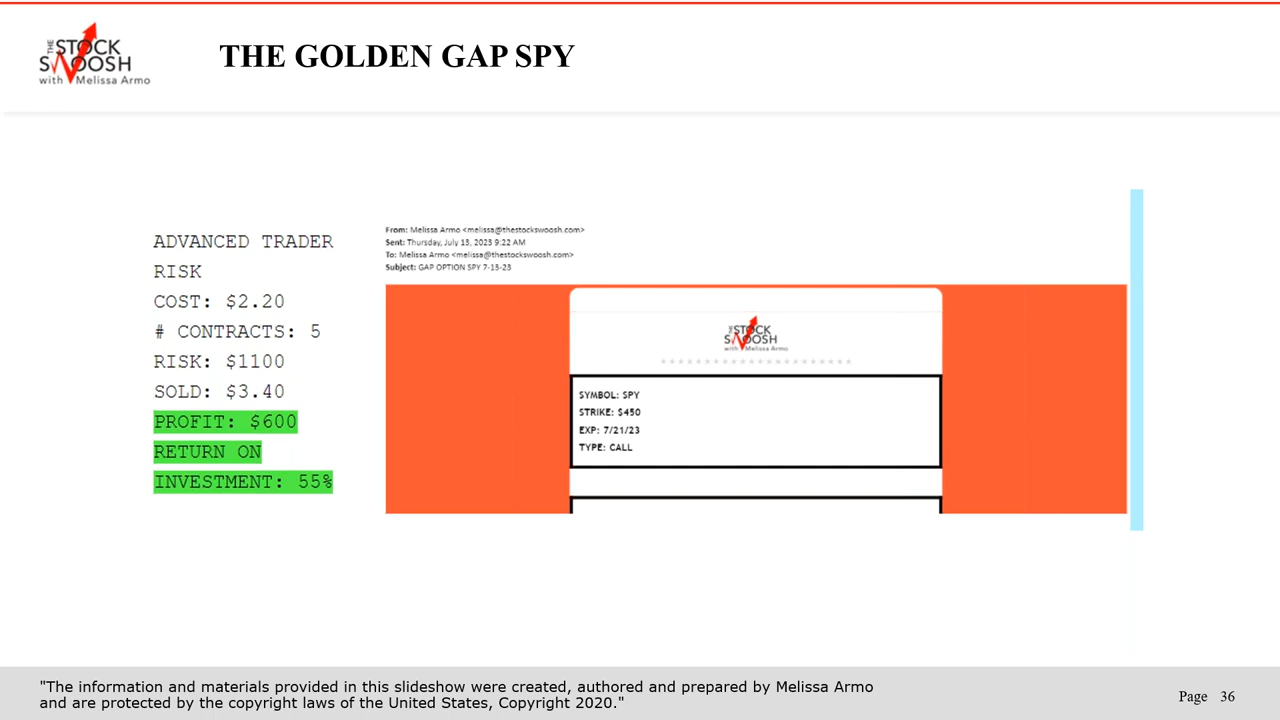 THE
STOCK
SWOOSH
with Melissa Armo
THE GOLDEN GAP SPY
ADVANCED TRADER
RISK
COST: $2.20
# CONTRACTS: 5
RISK: $1100
SOLD: $3.40
PROFIT: $600
RETURN ON
INVESTMENT: 55%
From: Melissa Armo <melissa@thestockswoosh.com>
Sent: Thursday, July 13, 2023 9:22 AM
To: Melissa Armo <melissa@thestockswoosh.com>
Subject: GAP OPTION SPY 7-13-23
THE
STOCK
SWOOSH
with Melissa Armo
SYMBOL: SPY
STRIKE: $450
EXP: 7/21/23
TYPE: CALL
"The information and materials provided in this slideshow were created, authored and prepared by Melissa Armo
and are protected by the copyright laws of the United States, Copyright 2020."
Page 36